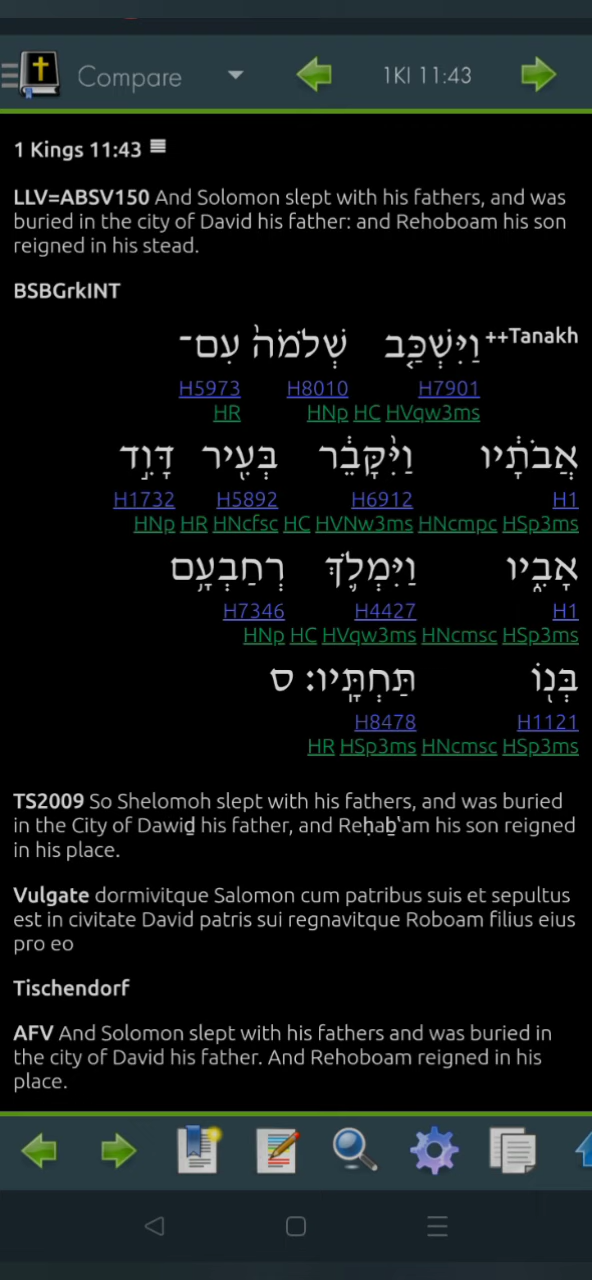 Compare
1KI 11:43
1 Kings 11:43
LLV=ABSV150 And Solomon slept with his fathers, and was
buried in the city of David his father: and Rehoboam his son
reigned in his stead.
BSBGrkINT
++Tanakh וַיִּשְׁכַּ֤ב שְׁלֹמֹה֙ עִם־
H5973 H8010 H7901
HR HNp HC HVqw3ms
אֲבֹתָ֔יו וַיִּ֨קָּבֵ֔ר בְּעִ֖יר דָּוִ֣ד
H1732 H5892 H6912 H1
HNp HR HNcfsc HC HVNw3ms HNcmpc HSp3ms
אָבִ֑יו וַיִּמְלֹ֛ךְ רְחַבְעָ֥ם
H7346 H4427 H1
HNp HC HVqw3ms HNcmsc HSp3ms
בְּנ֖וֹ תַּחְתָּֽיו׃ ס
H8478 H1121
HR HSp3ms HNcmsc HSp3ms
TS2009 So Shelomoh slept with his fathers, and was buried
in the City of Dawiḏ his father, and Reḥaḇ‛am his son reigned
in his place.
Vulgate dormivitque Salomon cum patribus suis et sepultus
est in civitate David patris sui regnavitque Roboam filius eius
pro eo
Tischendorf
AFV And Solomon slept with his fathers and was buried in
the city of David his father. And Rehoboam reigned in his
place.